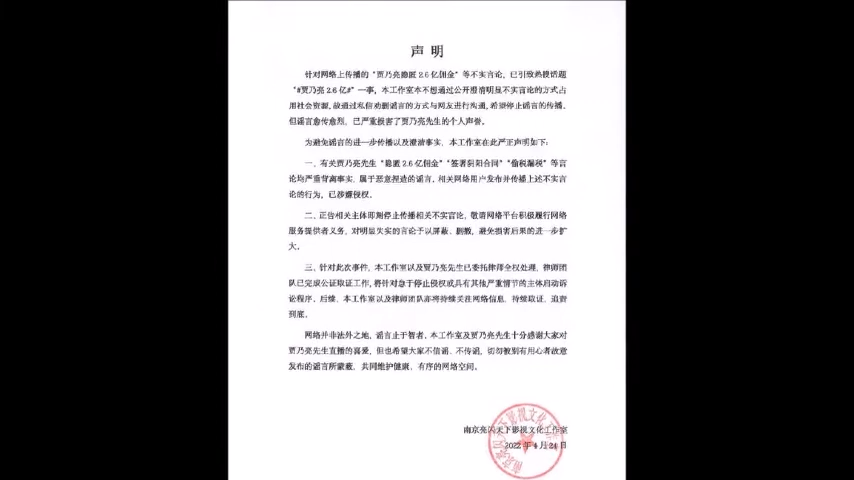 声 明
针对网络上传播的“贾乃亮隐匿2.6亿佣金”等不实言论，已引致热搜话题
“#贾乃亮2.6亿#”一事，本工作室本不想通过公开澄清明显不实言论的方式占
用社会资源，故通过私信劝删谣言的方式与网友进行沟通，希望停止谣言的传播。
但谣言愈传愈烈，已严重损害了贾乃亮先生的个人声誉。
为避免谣言的进一步传播以及澄清事实，本工作室在此严正声明如下：
一、有关贾乃亮先生“隐匿2.6亿佣金”“签署阴阳合同”“偷税漏税”等言
论均严重背离事实，属于恶意捏造的谣言。相关网络用户发布并传播上述不实言
论的行为，已涉嫌侵权。
二、正告相关主体即刻停止传播相关不实言论，敬请网络平台积极履行网络
服务提供者义务，对明显失实的言论予以屏蔽、删撤，避免损害后果的进一步扩
大。
三、针对此次事件，本工作室以及贾乃亮先生已委托律师全权处理，律师团
队已完成公证取证工作，将针对怠于停止侵权或具有其他严重情节的主体启动诉
讼程序。后续，本工作室以及律师团队亦将持续关注网络信息，持续取证，追责
到底。
网络并非法外之地，谣言止于智者。本工作室及贾乃亮先生十分感谢大家对
贾乃亮先生直播的喜爱，但也希望大家不信谣、不传谣，切勿被别有用心者故意
发布的谣言所蒙蔽，共同维护健康、有序的网络空间。
南京亮闪天下影视文化工作室
2022年4月24日